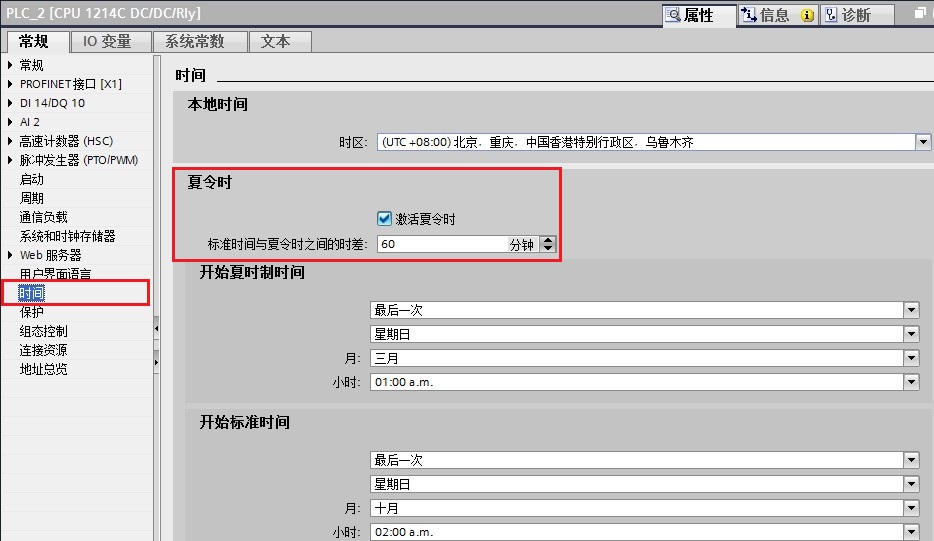 PLC_2 [CPU 1214C DC/DC/Rly]
属性 信息 诊断
常规 IO 变量 系统常数 文本
常规
PROFINET接口 [X1]
DI 14/DQ 10
AI 2
高速计数器 (HSC)
脉冲发生器 (PTO/PWM)
启动
周期
通信负载
系统和时钟存储器
Web 服务器
用户界面语言
时间
保护
组态控制
连接资源
地址总览
时间
本地时间
时区: (UTC +08:00) 北京，重庆，中国香港特别行政区，乌鲁木齐
夏令时
激活夏令时
标准时间与夏令时之间的时差: 60 分钟
开始夏时制时间
最后一次
星期日
月: 三月
小时: 01:00 a.m.
开始标准时间
最后一次
星期日
月: 十月
小时: 02:00 a.m.